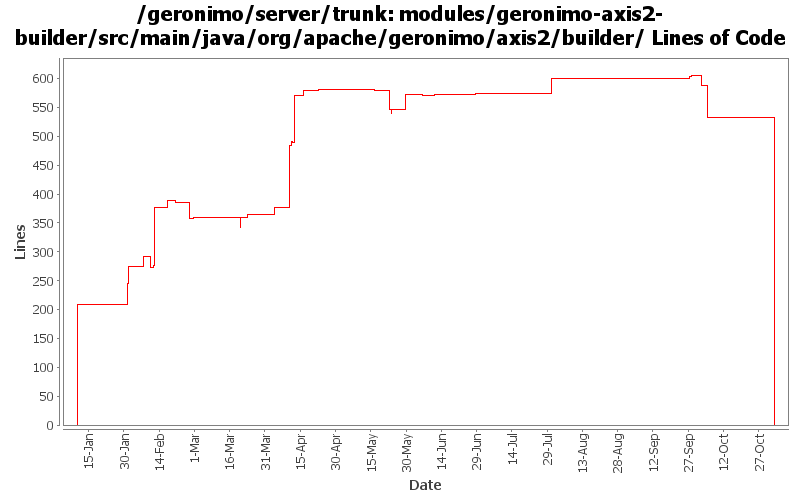 /geronimo/server/trunk: modules/geronimo-axis2-
builder/src/main/java/org/apache/geronimo/axis2/builder/ Lines of Code
600
550
500
450
400
350
300
250
200
150
100
50
0
Lines
15-Jan
30-Jan
14-Feb
1-Mar
16-Mar
31-Mar
15-Apr
30-Apr
15-May
30-May
14-Jun
29-Jun
14-Jul
29-Jul
13-Aug
28-Aug
12-Sep
27-Sep
12-Oct
27-Oct
Date